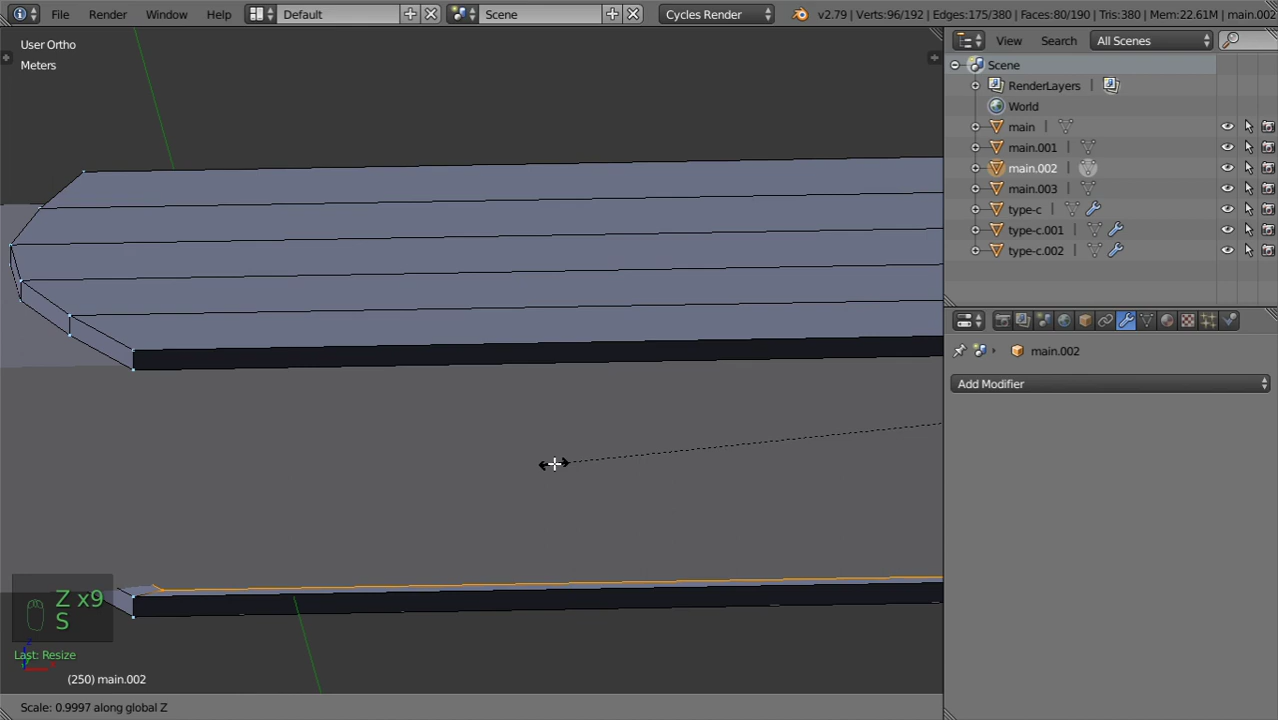 File Render Window Help Default Scene Cycles Render v2.79 | Verts:96/192 | Edges:175/380 | Faces:80/190 | Tris:380 | Mem:22.61M | main.002
User Ortho
Meters
View Search All Scenes
Scene
RenderLayers
World
main
main.001
main.002
main.003
type-c
type-c.001
type-c.002
main.002
Add Modifier
Z x9
S
Last: Resize
(250) main.002
Scale: 0.9997 along global Z